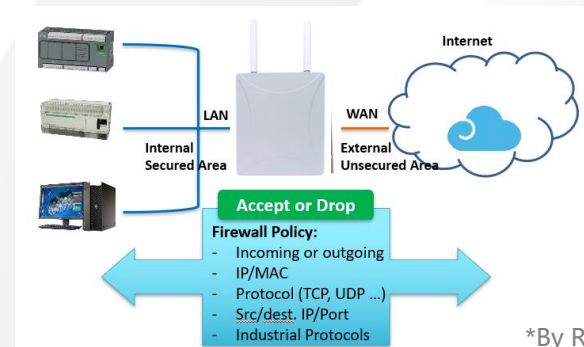 Internet
LAN
WAN
Internal
Secured Area
External
Unsecured Area
Accept or Drop
Firewall Policy:
- Incoming or outgoing
- IP/MAC
- Protocol (TCP, UDP ...)
- Src/dest. IP/Port
- Industrial Protocols
*By R